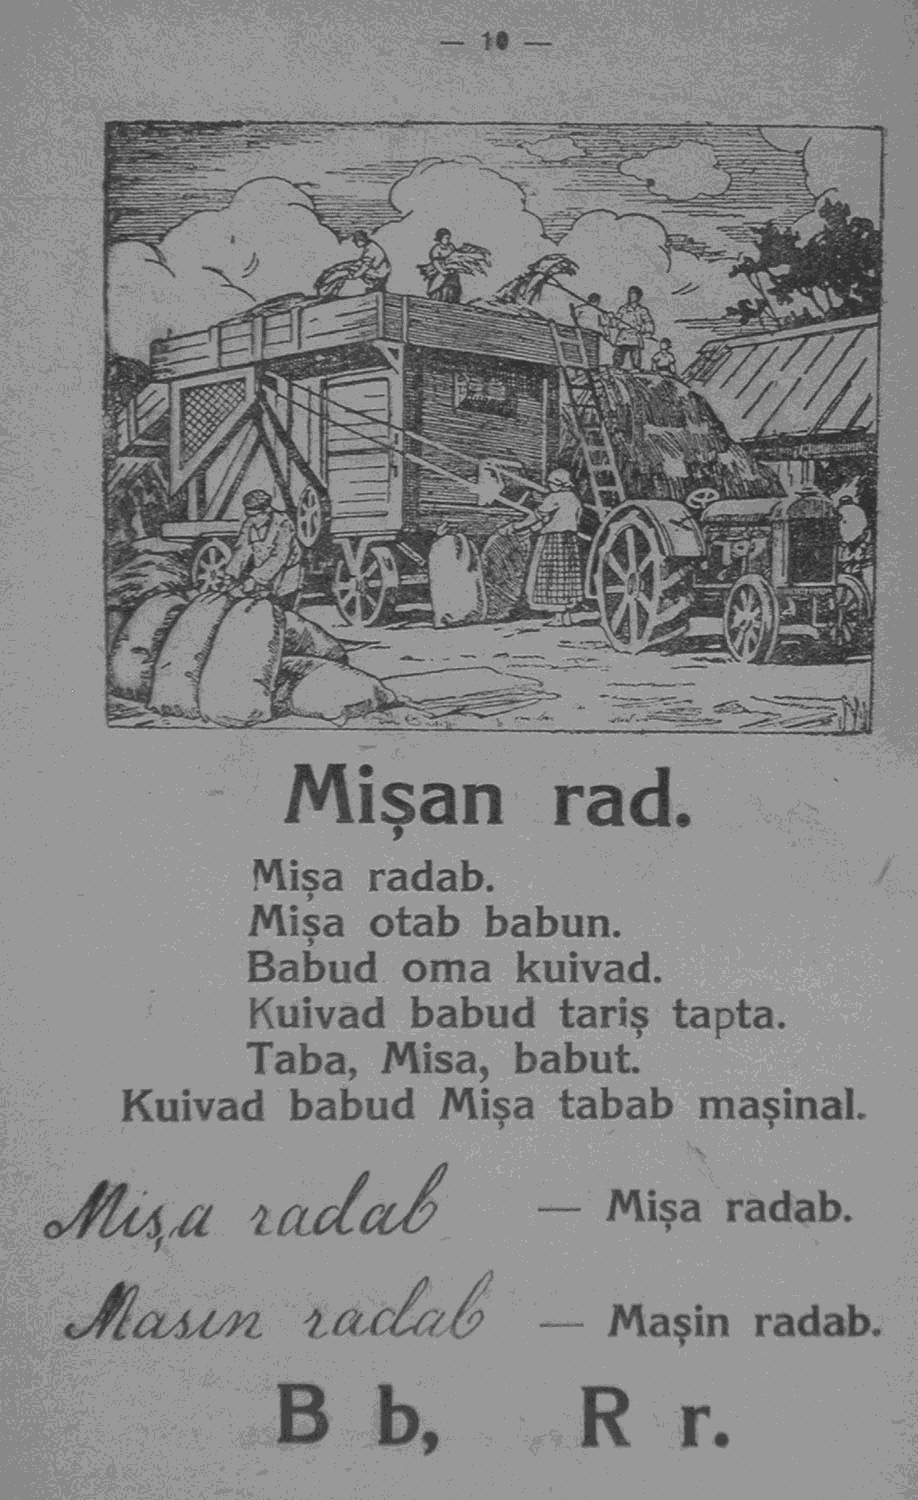 — 10 —
Mişan rad.
Mişa radab.
Mişa otab babun.
Babud oma kuivad.
Kuivad babud tariş tapta.
Taba, Misa, babut.
Kuivad babud Mişa tabab maşinal.
Mişa radab — Mişa radab.
Masin radab — Maşin radab.
B b, R r.